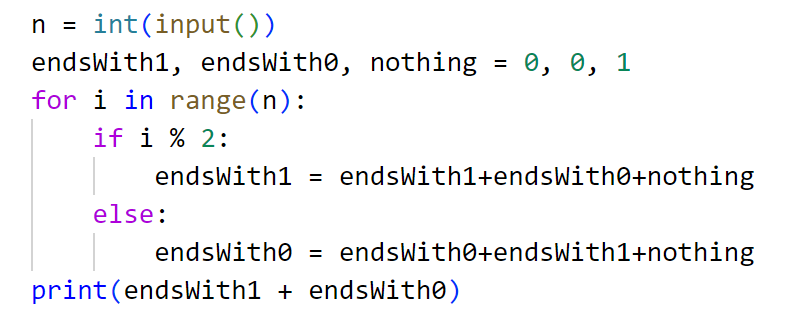 n = int(input())
endsWith1, endsWith0, nothing = 0, 0, 1
for i in range(n):
    if i % 2:
        endsWith1 = endsWith1+endsWith0+nothing
    else:
        endsWith0 = endsWith0+endsWith1+nothing
print(endsWith1 + endsWith0)